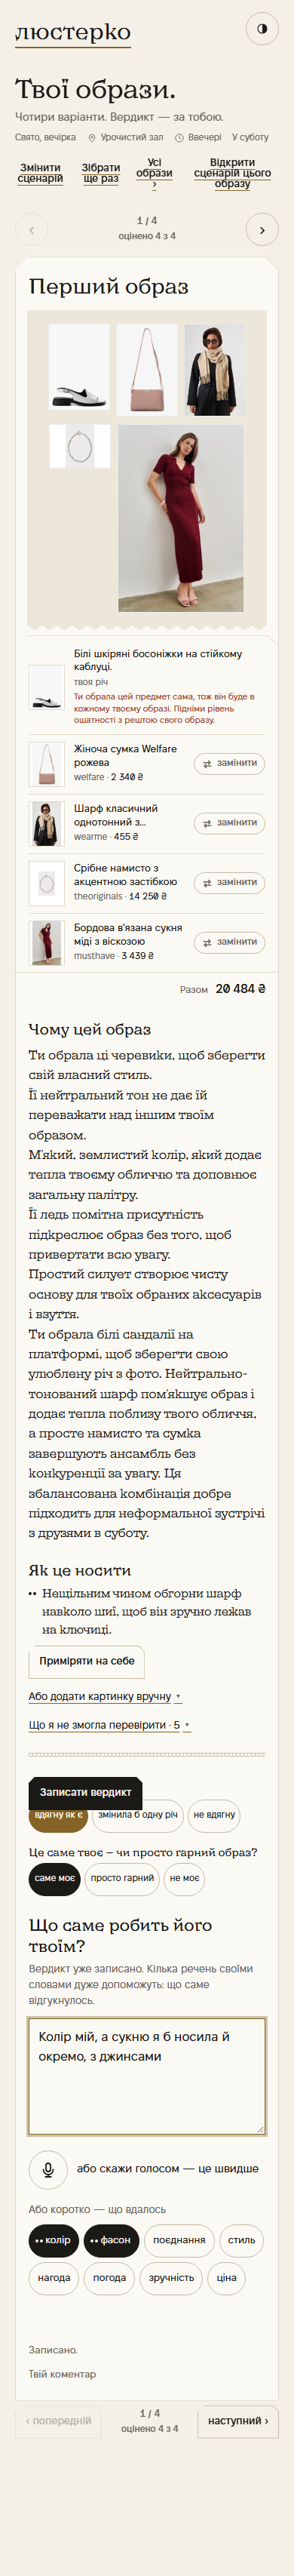 люстерко
Твої образи.
Чотири варіанти. Вердикт — за тобою.
Свято, вечірка Урочистий зал Ввечері У суботу
Змінити сценарій
Зібрати ще раз
Усі образи ›
Відкрити сценарій цього образу
‹
1 / 4
оцінено 4 з 4
›
Перший образ
Білі шкіряні босоніжки на стійкому
каблуці.
твоя річ
Ти обрала цей предмет сама, тож він буде в
кожному твоєму образі. Підніми рівень
ошатності з рештою свого образу.
Жіноча сумка Welfare
рожева
welfare · 2 340 ₴
замінити
Шарф класичний
однотонний з...
wearme · 455 ₴
замінити
Срібне намисто з
акцентною застібкою
theoriginals · 14 250 ₴
замінити
Бордова в'язана сукня
міді з віскозою
musthave · 3 439 ₴
замінити
Разом 20 484 ₴
Чому цей образ
Ти обрала ці черевики, щоб зберегти
свій власний стиль.
Її нейтральний тон не дає їй
переважати над іншим твоїм
образом.
М'який, землистий колір, який додає
тепла твоєму обличчю та доповнює
загальну палітру.
Її ледь помітна присутність
підкреслює образ без того, щоб
привертати всю увагу.
Простий силует створює чисту
основу для твоїх обраних аксесуарів
і взуття.
Ти обрала білі сандалії на
платформі, щоб зберегти свою
улюблену річ з фото. Нейтрально-
тонований шарф пом'якшує образ і
додає тепла поблизу твого обличчя,
а просте намисто та сумка
завершують ансамбль без
конкуренції за увагу. Ця
збалансована комбінація добре
підходить для неформальної зустрічі
з друзями в суботу.
Як це носити
Нещільним чином обгорни шарф
навколо шиї, щоб він зручно лежав
на ключиці.
Приміряти на себе
Або додати картинку вручну
Що я не змогла перевірити · 5
Записати вердикт
вдягну як є
змінила б одну річ
не вдягну
Це саме твоє — чи просто гарний образ?
саме моє
просто гарний
не моє
Що саме робить його
твоїм?
Вердикт уже записано. Кілька речень своїми
словами дуже допоможуть: що саме
відгукнулось.
Колір мій, а сукню я б носила й
окремо, з джинсами
або скажи голосом — це швидше
Або коротко — що вдалось
колір
фасон
поєднання
стиль
нагода
погода
зручність
ціна
Записано.
Твій коментар
‹ попередній
1 / 4
оцінено 4 з 4
наступний ›